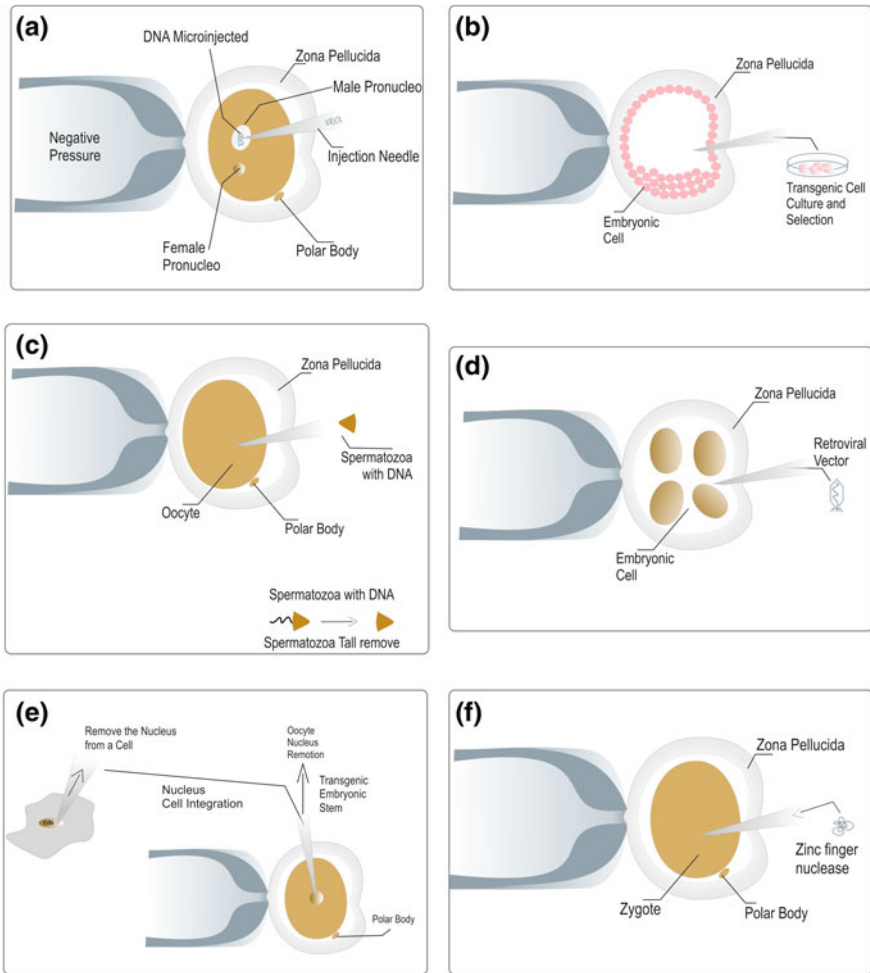 (a)
DNA Microinjected
Zona Pellucida
Male Pronucleo
Negative
Pressure
Injection Needle
Female
Pronucleo
Polar Body
(b)
Zona Pellucida
Transgenic Cell
Culture and
Selection
Embryonic
Cell
(c)
Zona Pellucida
Spermatozoa
with DNA
Oocyte
Polar Body
Spermatozoa with DNA
Spermatozoa Tall remove
(d)
Zona Pellucida
Retroviral
Vector
Embryonic
Cell
(e)
Remove the Nucleus
from a Cell
Oocyte
Nucleus
Remotion
Nucleus
Cell Integration
Transgenic
Embryonic
Stem
Polar Body
(f)
Zona Pellucida
Zinc finger
nuclease
Zygote
Polar Body